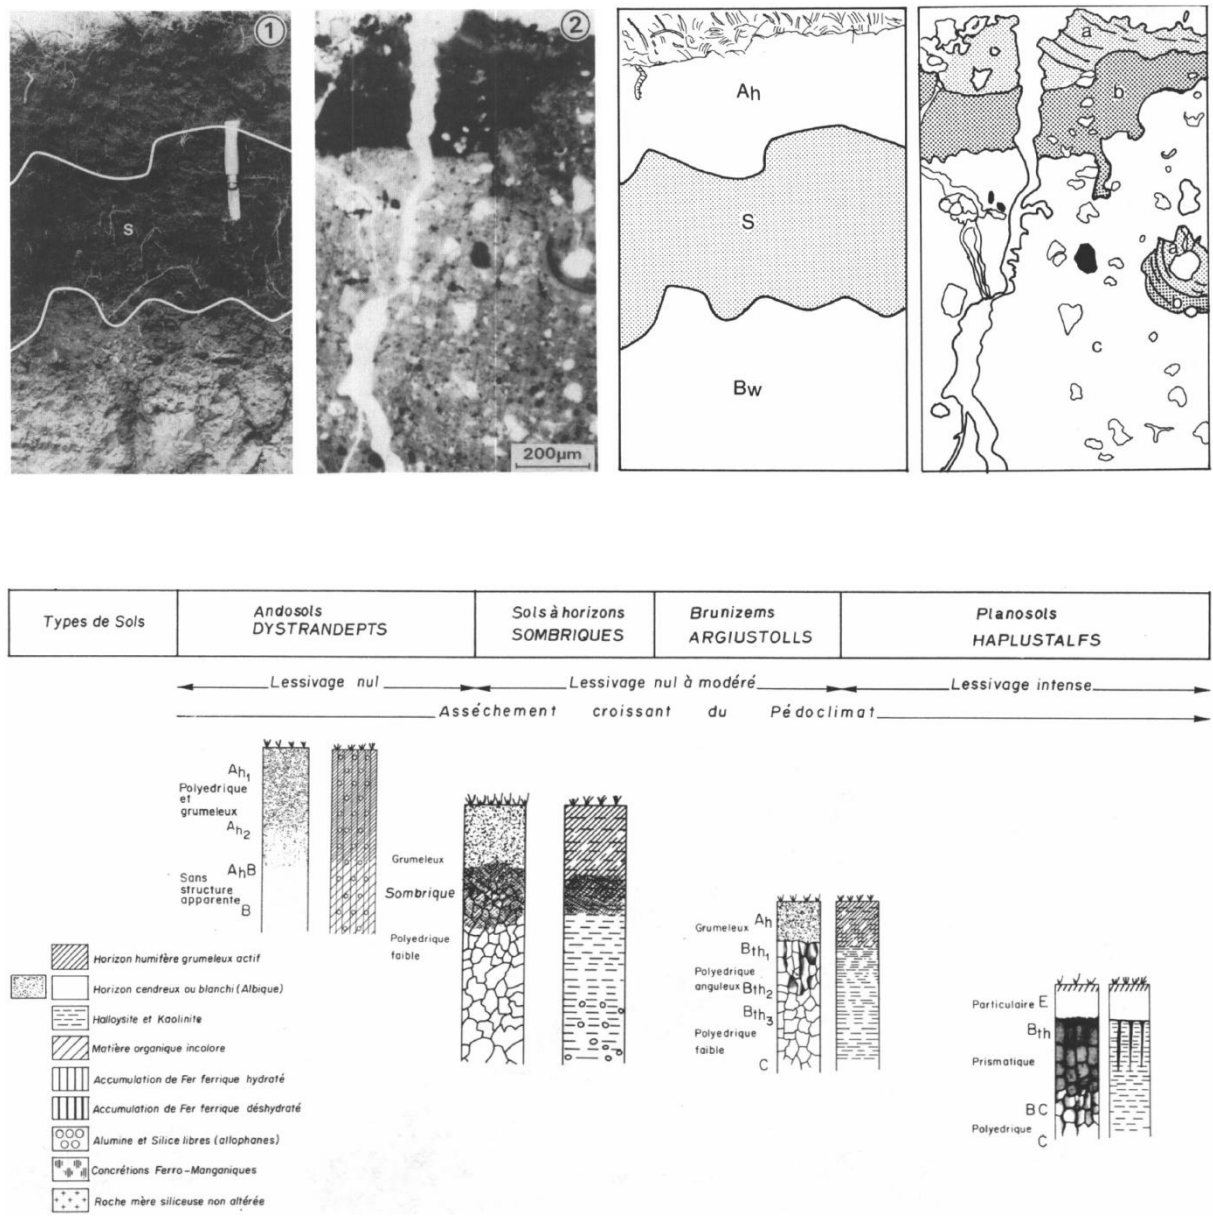 1
S
2
200µm
Ah
S
Bw
a
b
a
b
c
Types de Sols
Andosols
DYSTRANDEPTS
Sols à horizons
SOMBRIQUES
Brunizems
ARGIUSTOLLS
Planosols
HAPLUSTALFS
Lessivage nul
Lessivage nul à modéré
Lessivage intense
Asséchement croissant du Pédoclimat
Ah1
Polyedrique
et
grumeleux
Ah2
AhB
Sans
structure
apparente
B
Grumeleux
Sombrique
Polyedrique
faible
Ah
Grumeleux
Bth1
Polyedrique
anguleux
Bth2
Bth3
Polyedrique
faible
C
Particulaire E
Bth
Prismatique
BC
Polyedrique
C
Horizon humifère grumeleux actif
Horizon cendreux ou blanchi (Albique)
Halloysite et Kaolinite
Matière organique incolore
Accumulation de Fer ferrique hydraté
Accumulation de Fer ferrique déshydraté
Alumine et Silice libres (allophanes)
Concrétions Ferro-Manganiques
Roche mère siliceuse non altérée